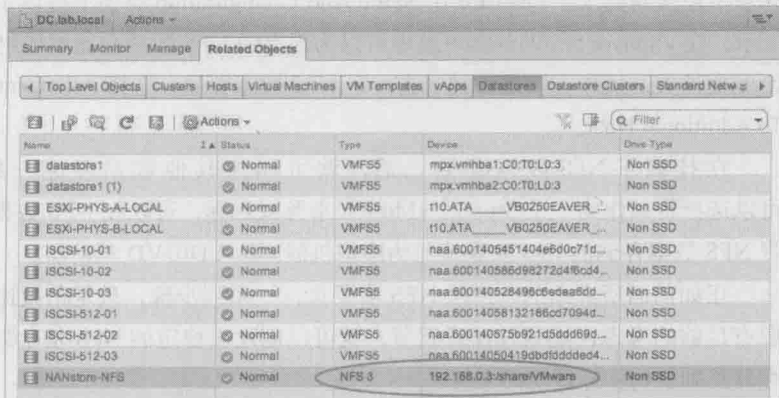 DC.lab.local Actions
Summary Monitor Manage Related Objects
Top Level Objects Clusters Hosts Virtual Machines VM Templates vApps Datastores Datastore Clusters Standard Netw
Actions Filter
Name 1 Status Type Device Drive Type
datastore1 Normal VMFS5 mpx.vmhba1:C0:T0:L0:3 Non SSD
datastore1 (1) Normal VMFS5 mpx.vmhba2:C0:T0:L0:3 Non SSD
ESXi-PHYS-A-LOCAL Normal VMFS5 t10.ATA_____VB0250EAVER_... Non SSD
ESXi-PHYS-B-LOCAL Normal VMFS5 t10.ATA_____VB0250EAVER_... Non SSD
iSCSI-10-01 Normal VMFS5 naa.6001405451404e6d0c71d... Non SSD
iSCSI-10-02 Normal VMFS5 naa.600140586d98272d4f6cd4... Non SSD
iSCSI-10-03 Normal VMFS5 naa.600140528496c6edea6dd... Non SSD
iSCSI-512-01 Normal VMFS5 naa.60014058132186cd7094d... Non SSD
iSCSI-512-02 Normal VMFS5 naa.600140575b921d5ddd69d... Non SSD
iSCSI-512-03 Normal VMFS5 naa.60014050419dbdfdddded4... Non SSD
NANstore-NFS Normal NFS 3 192.168.0.3:/share/VMware Non SSD